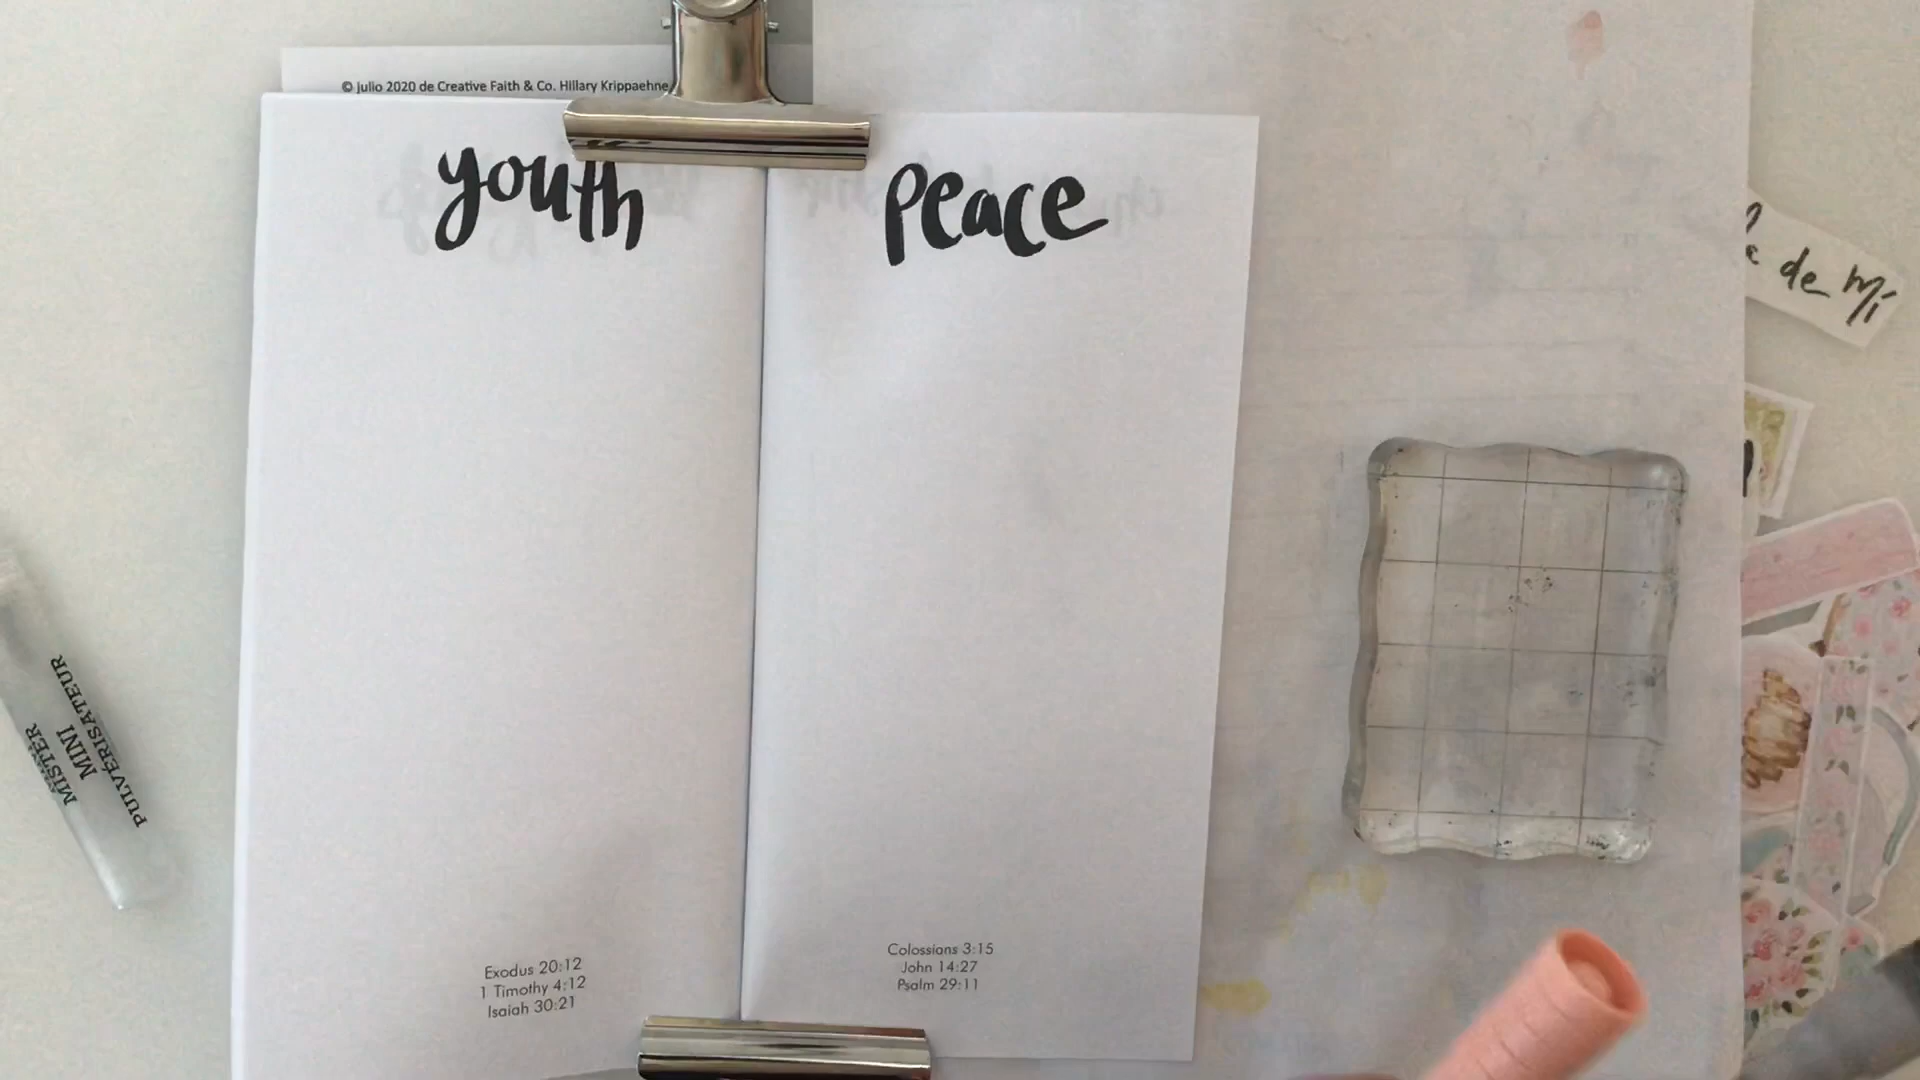 © julio 2020 de Creative Faith & Co. Hillary Krippaehne
youth
Exodus 20:12
1 Timothy 4:12
Isaiah 30:21
peace
Colossians 3:15
John 14:27
Psalm 29:11
de mí
MISTER
MINI
PULVÉRISATEUR